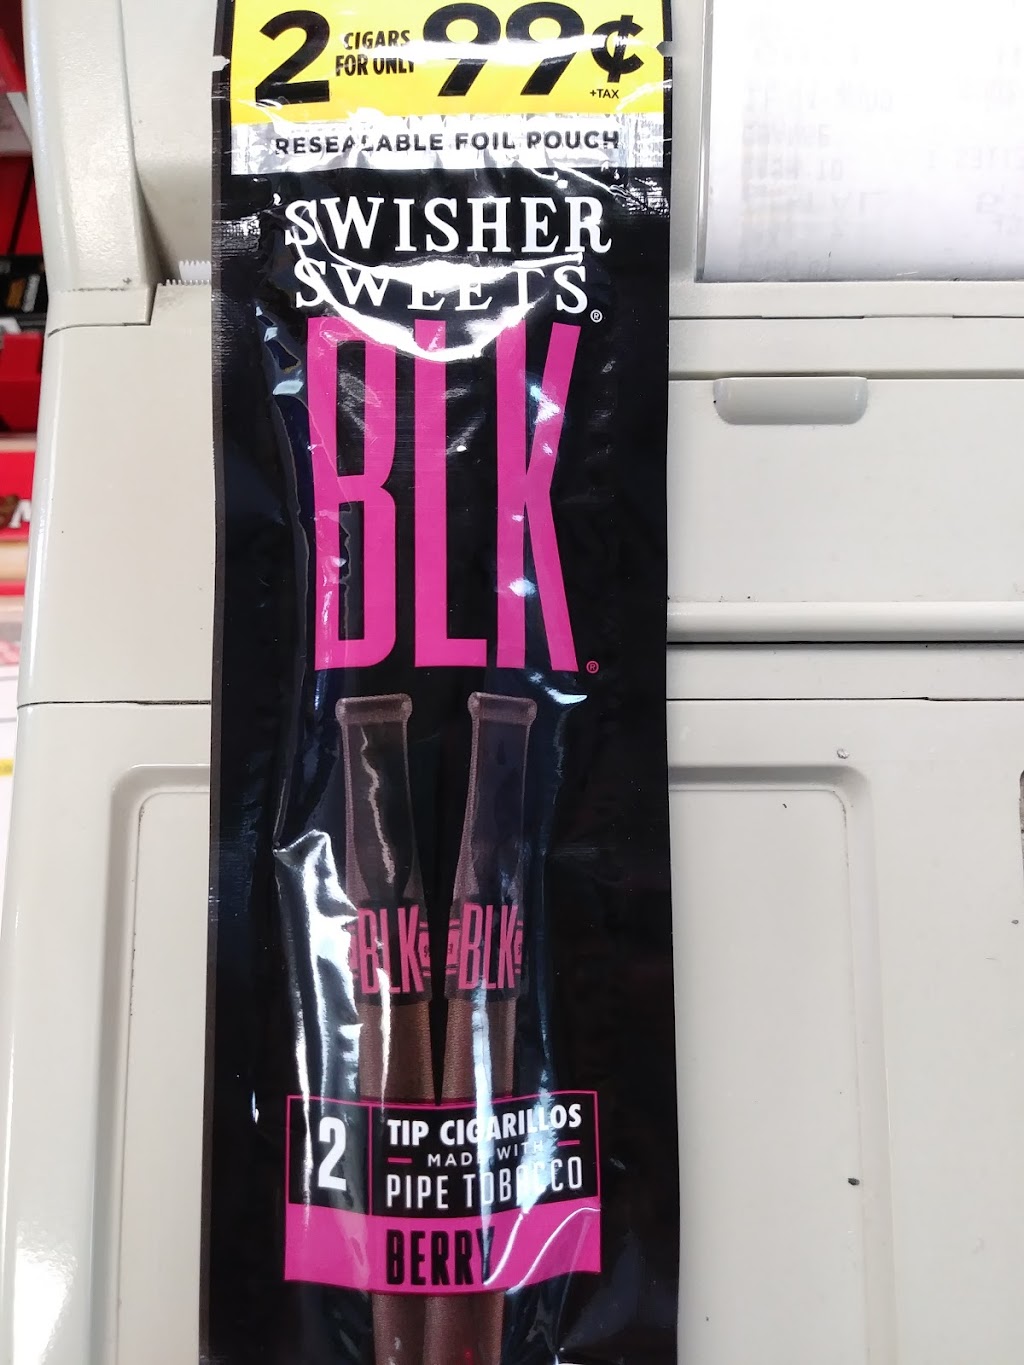 2 CIGARS FOR ONLY 99¢
+TAX
RESEALABLE FOIL POUCH
SWISHER
SWEETS®
BLK®
BLK BLK
2 TIP CIGARILLOS
MADE WITH
PIPE TOBACCO
BERRY